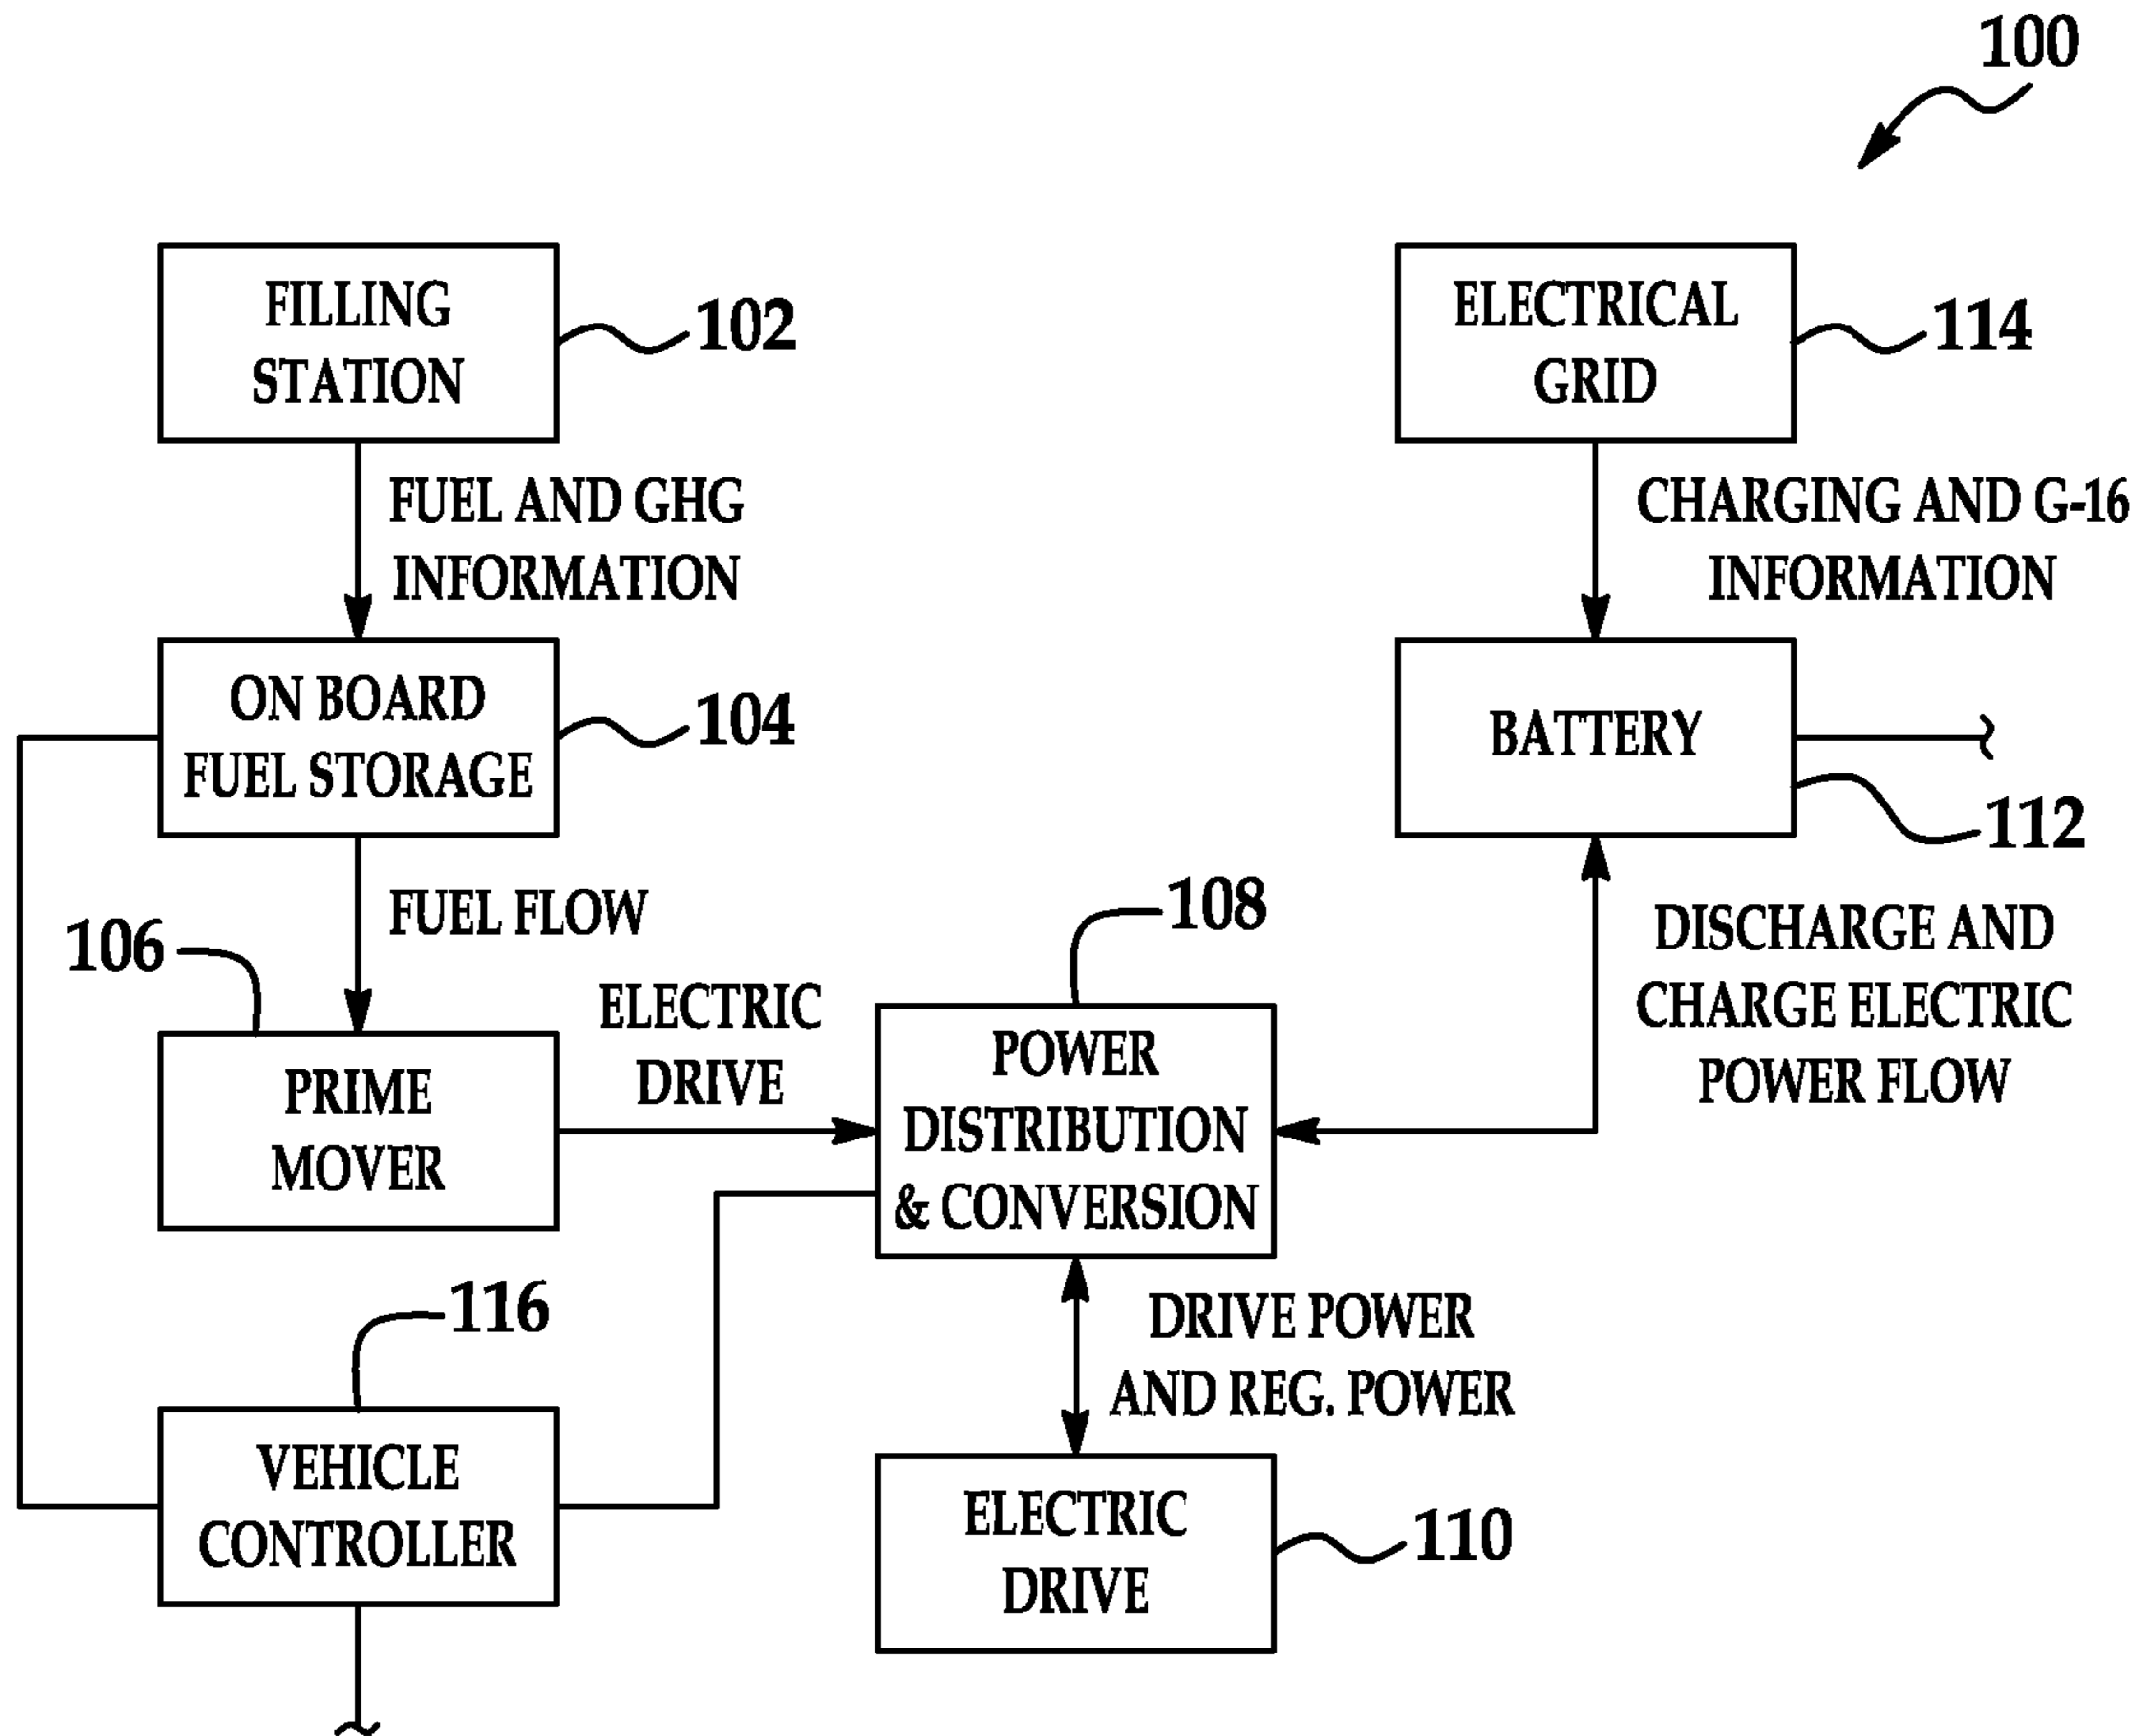 100
FILLING
STATION
102
ELECTRICAL
GRID
114
FUEL AND GHG
INFORMATION
CHARGING AND G-16
INFORMATION
ON BOARD
FUEL STORAGE
104
BATTERY
112
FUEL FLOW
106
108
DISCHARGE AND
CHARGE ELECTRIC
POWER FLOW
ELECTRIC
DRIVE
PRIME
MOVER
POWER
DISTRIBUTION
& CONVERSION
116
DRIVE POWER
AND REG. POWER
VEHICLE
CONTROLLER
ELECTRIC
DRIVE
110